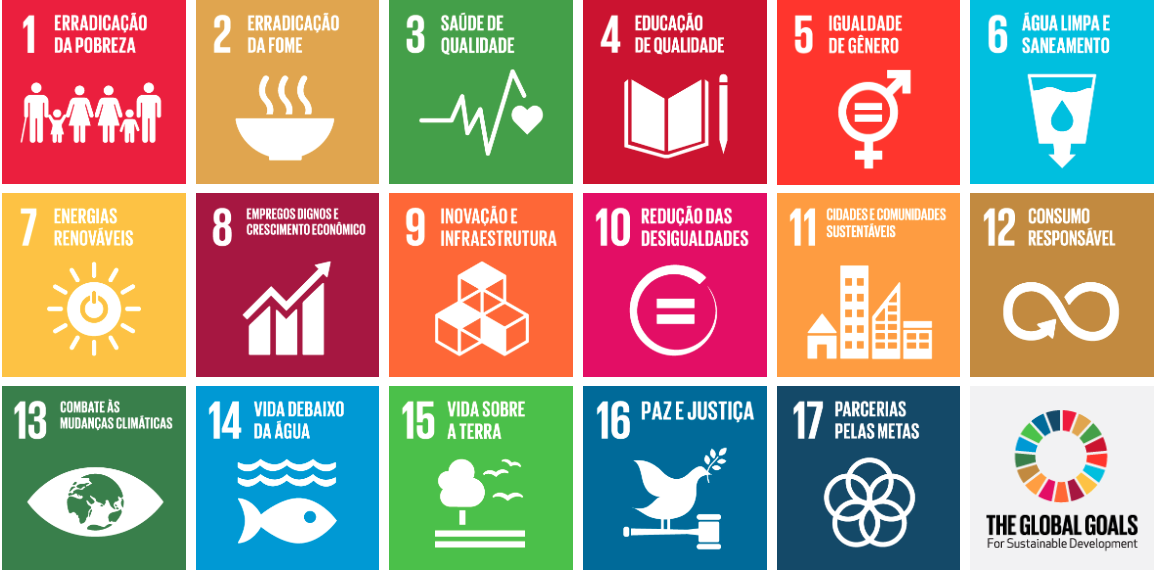 1 ERRADICAÇÃO
DA POBREZA
2 ERRADICAÇÃO
DA FOME
3 SAÚDE DE
QUALIDADE
4 EDUCAÇÃO
DE QUALIDADE
5 IGUALDADE
DE GÊNERO
6 ÁGUA LIMPA E
SANEAMENTO
7 ENERGIAS
RENOVÁVEIS
8 EMPREGOS DIGNOS E
CRESCIMENTO ECONÔMICO
9 INOVAÇÃO E
INFRAESTRUTURA
10 REDUÇÃO DAS
DESIGUALDADES
11 CIDADES E COMUNIDADES
SUSTENTÁVEIS
12 CONSUMO
RESPONSÁVEL
13 COMBATE ÀS
MUDANÇAS CLIMÁTICAS
14 VIDA DEBAIXO
DA ÁGUA
15 VIDA SOBRE
A TERRA
16 PAZ E JUSTIÇA
17 PARCERIAS
PELAS METAS
THE GLOBAL GOALS
For Sustainable Development